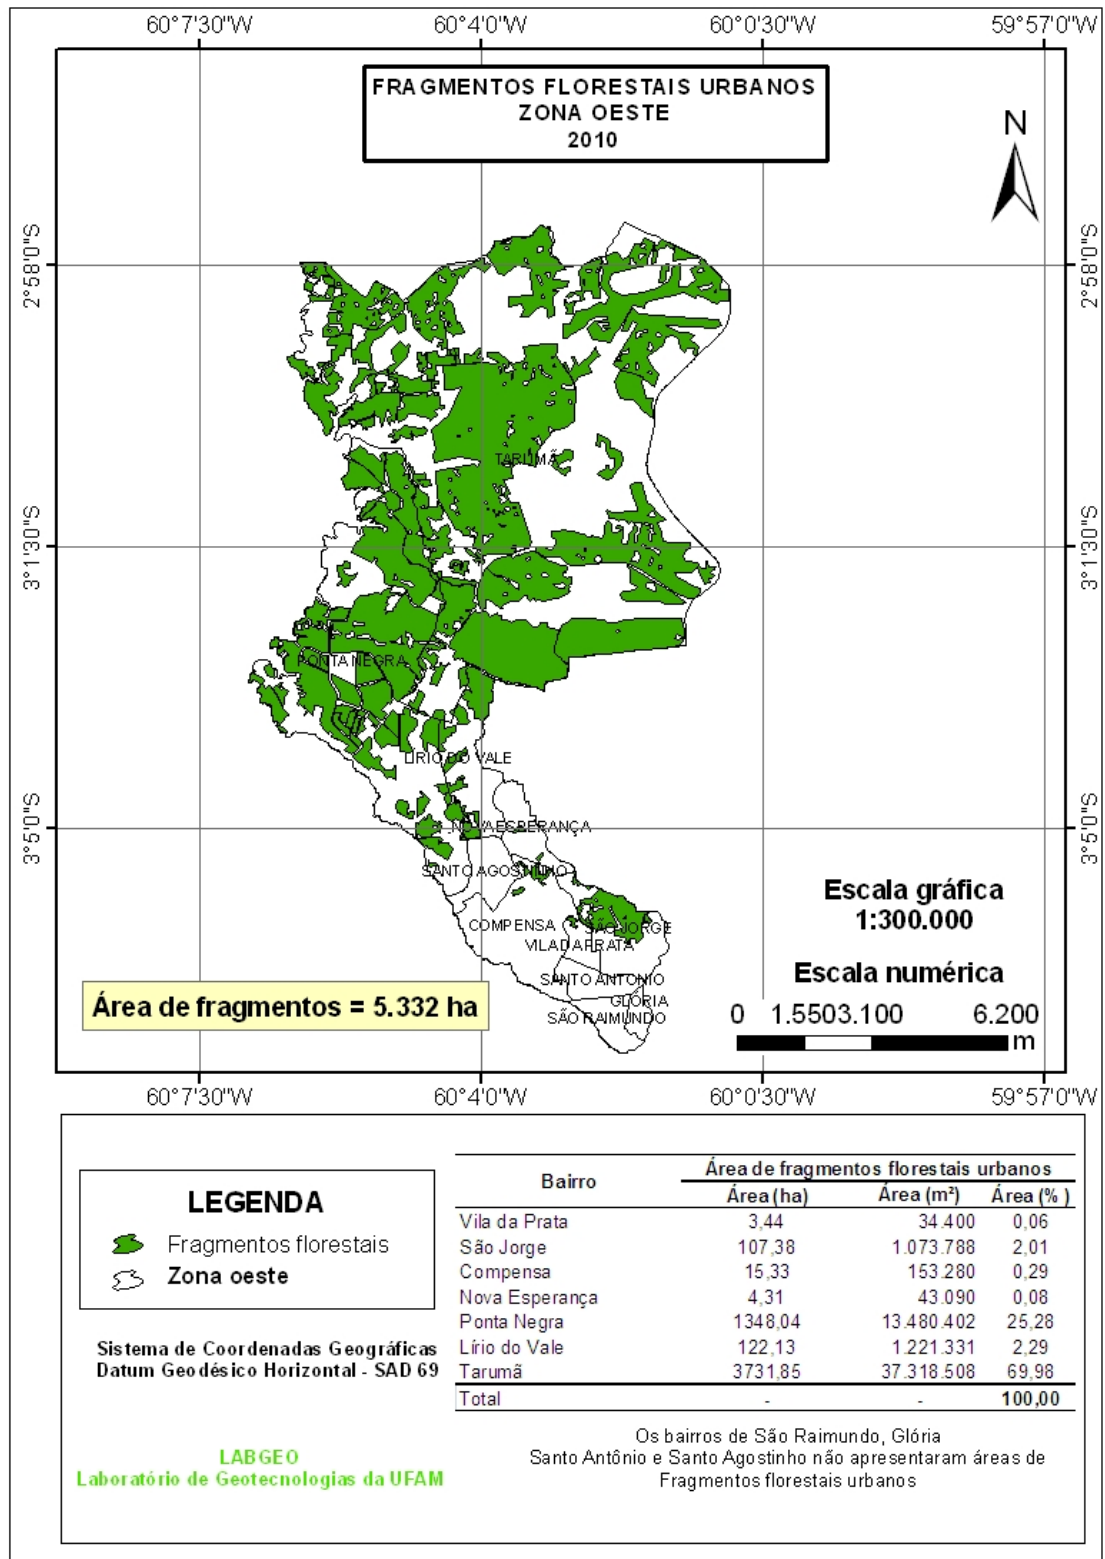 60°7'30"W 60°4'0"W 60°0'30"W 59°57'0"W
FRAGMENTOS FLORESTAIS URBANOS
ZONA OESTE
2010
N
2°58'0"S 2°58'0"S
TARUMÃ
3°1'30"S 3°1'30"S
PONTA NEGRA
LÍRIO DO VALE
3°5'0"S 3°5'0"S
NOVA ESPERANÇA
SANTO AGOSTINHO
COMPENSA
SÃO JORGE
VILA DA PRATA
SANTO ANTONIO
GLÓRIA
SÃO RAIMUNDO
Escala gráfica
1:300.000
Escala numérica
0 1.5503.100 6.200
m
Área de fragmentos = 5.332 ha
60°7'30"W 60°4'0"W 60°0'30"W 59°57'0"W
LEGENDA
Fragmentos florestais
Zona oeste
Sistema de Coordenadas Geográficas
Datum Geodésico Horizontal - SAD 69
LABGEO
Laboratório de Geotecnologias da UFAM
Bairro Área de fragmentos florestais urbanos
Área (ha) Área (m²) Área (%)
Vila da Prata 3,44 34.400 0,06
São Jorge 107,38 1.073.788 2,01
Compensa 15,33 153.280 0,29
Nova Esperança 4,31 43.090 0,08
Ponta Negra 1348,04 13.480.402 25,28
Lírio do Vale 122,13 1.221.331 2,29
Tarumã 3731,85 37.318.508 69,98
Total - - 100,00
Os bairros de São Raimundo, Glória
Santo Antônio e Santo Agostinho não apresentaram áreas de
Fragmentos florestais urbanos